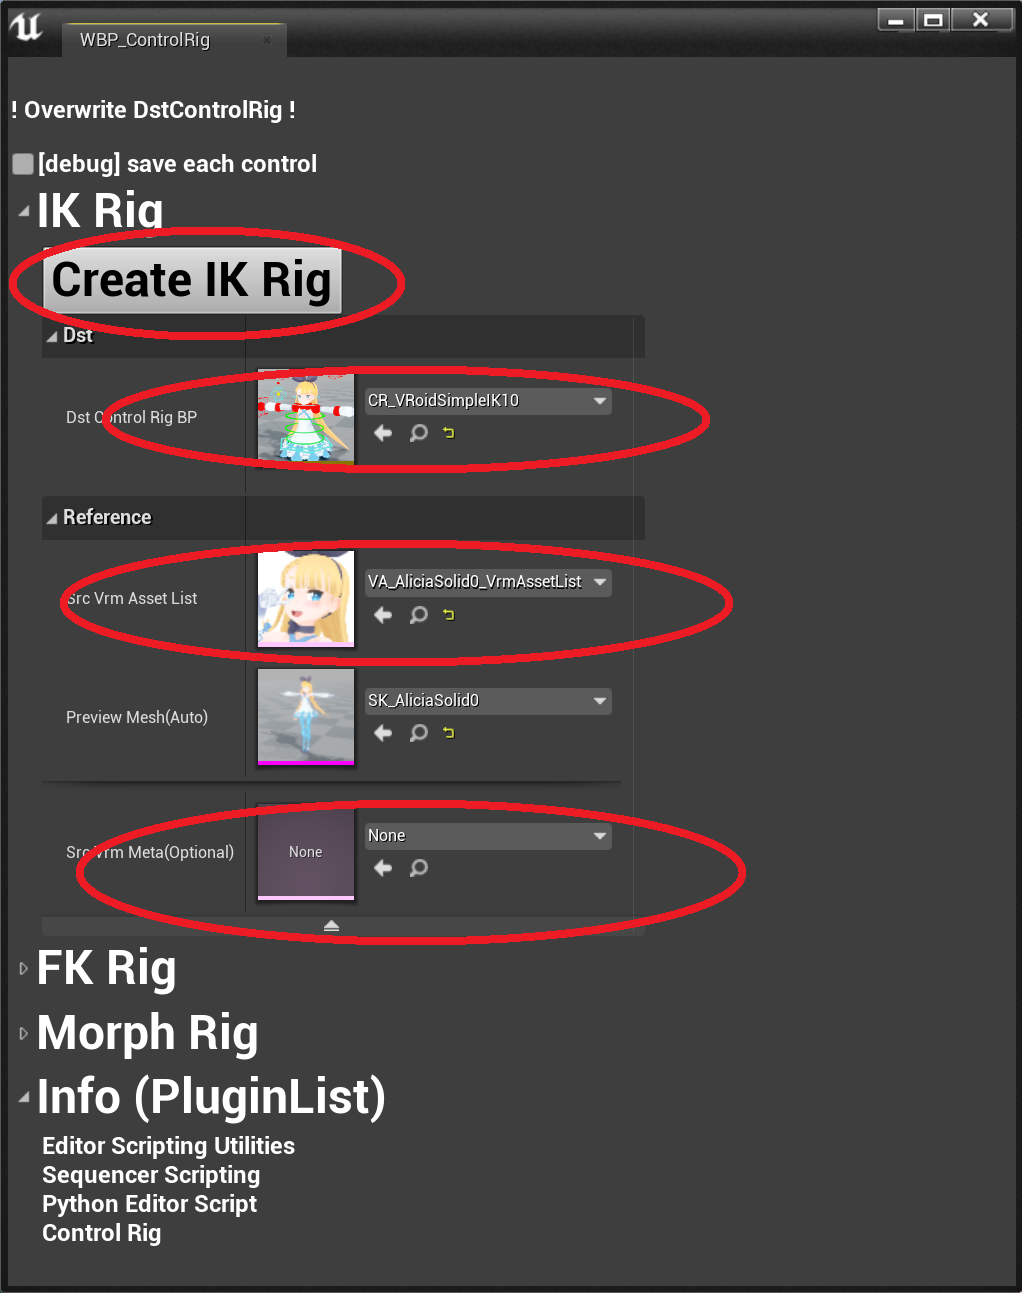 WBP_ControlRig
! Overwrite DstControlRig !
[debug] save each control
IK Rig
Create IK Rig
Dst
Dst Control Rig BP
CR_VRoidSimpleIK10
Reference
Src Vrm Asset List
VA_AliciaSolid0_VrmAssetList
Preview Mesh(Auto)
SK_AliciaSolid0
Src Vrm Meta(Optional)
None
None
FK Rig
Morph Rig
Info (PluginList)
Editor Scripting Utilities
Sequencer Scripting
Python Editor Script
Control Rig